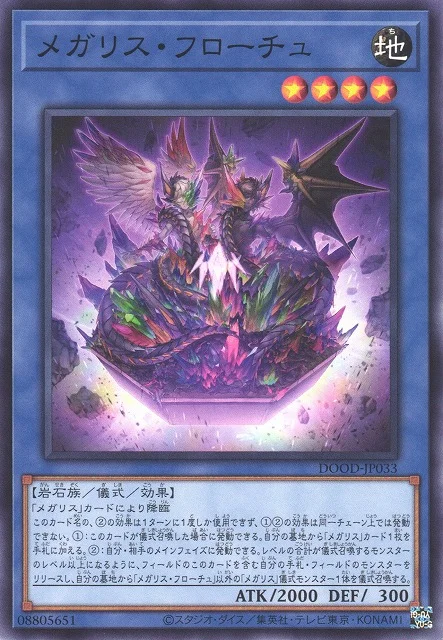 メガリス・フローチュ
地
DOOD-JP033
【岩石族／儀式／効果】
「メガリス」カードにより降臨
このカード名の、②の効果は1ターンに1度しか使用できず、①②の効果は同一チェーン上では発動
できない。①：このカードが儀式召喚した場合に発動できる。自分の墓地から「メガリス」カード1枚を
手札に加える。②：自分・相手のメインフェイズに発動できる。レベルの合計が儀式召喚するモンスター
のレベル以上になるように、フィールドのこのカードを含む自分の手札・フィールドのモンスターを
リリースし、自分の墓地から「メガリス・フローチュ」以外の「メガリス」儀式モンスター1体を儀式召喚する。
ATK/2000 DEF/ 300
08805651
©スタジオ・ダイス／集英社・テレビ東京・KONAMI